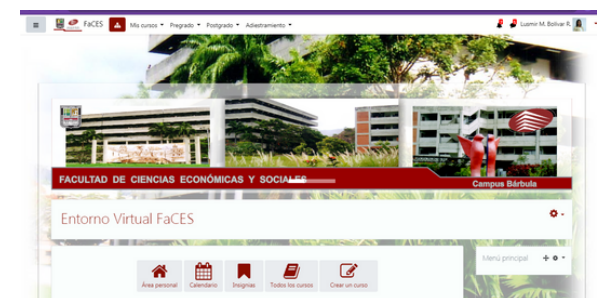 FaCES Mis cursos Pregrado Postgrado Adiestramiento Lusmir M. Bolivar R.
FACULTAD DE CIENCIAS ECONÓMICAS Y SOCIALES
Campus Bárbula
Entorno Virtual FaCES
Menú principal
Área personal Calendario Insignias Todos los cursos Crear un curso